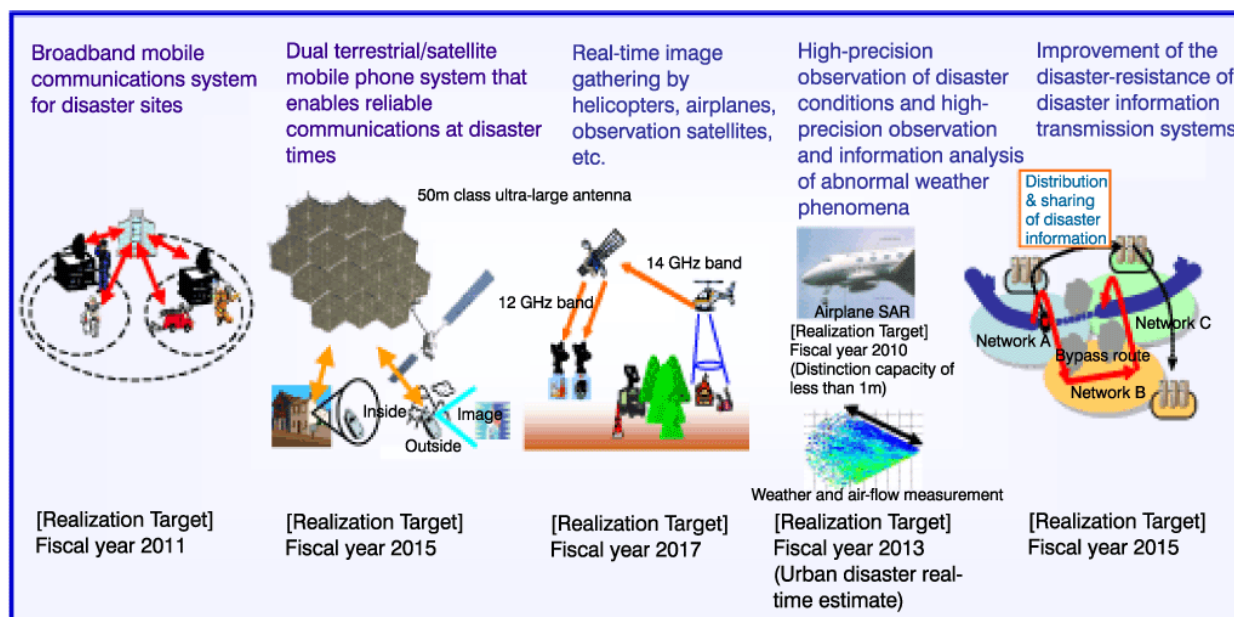 Broadband mobile
communications system
for disaster sites
[Realization Target]
Fiscal year 2011
Dual terrestrial/satellite
mobile phone system that
enables reliable
communications at disaster
times
50m class ultra-large antenna
Inside
Outside
Image
[Realization Target]
Fiscal year 2015
Real-time image
gathering by
helicopters, airplanes,
observation satellites,
etc.
14 GHz band
12 GHz band
[Realization Target]
Fiscal year 2017
High-precision
observation of disaster
conditions and high-
precision observation
and information analysis
of abnormal weather
phenomena
Airplane SAR
[Realization Target]
Fiscal year 2010
(Distinction capacity of
less than 1m)
Weather and air-flow measurement
[Realization Target]
Fiscal year 2013
(Urban disaster real-
time estimate)
Improvement of the
disaster-resistance of
disaster information
transmission systems
Distribution
& sharing
of disaster
information
Network A
Network C
Bypass route
Network B
[Realization Target]
Fiscal year 2015